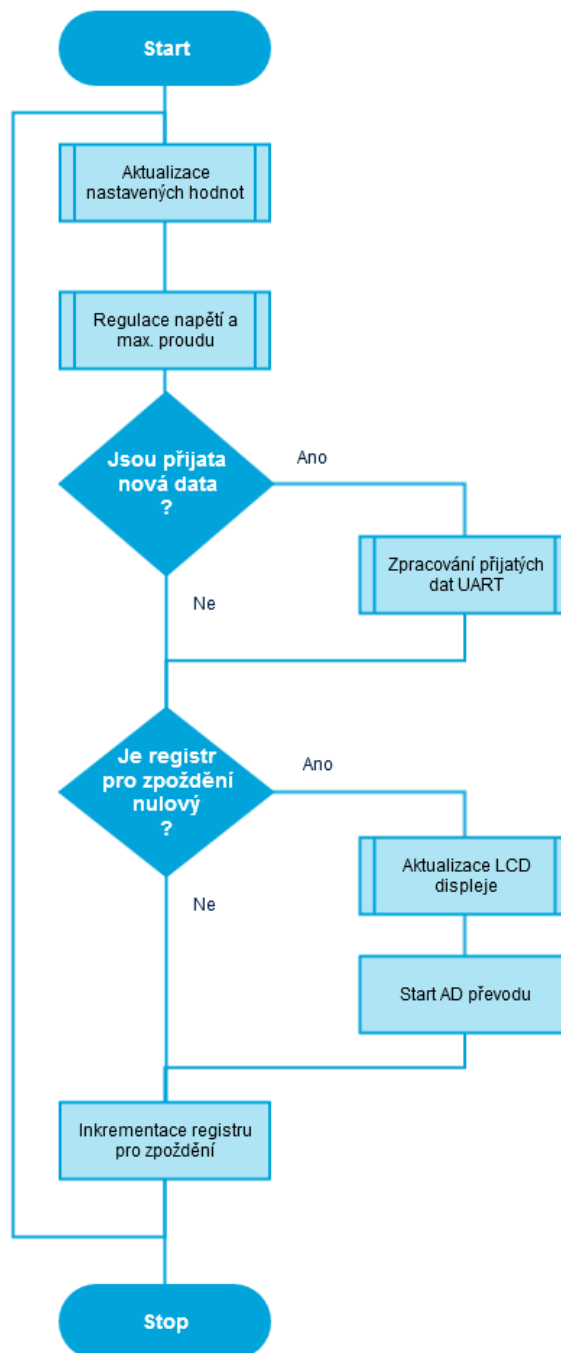 Start
Aktualizace
nastavených hodnot
Regulace napětí a
max. proudu
Jsou přijata
nová data
?
Ano
Ne
Zpracování přijatých
dat UART
Je registr
pro zpoždění
nulový
?
Ano
Ne
Aktualizace LCD
displeje
Start AD převodu
Inkrementace registru
pro zpoždění
Stop